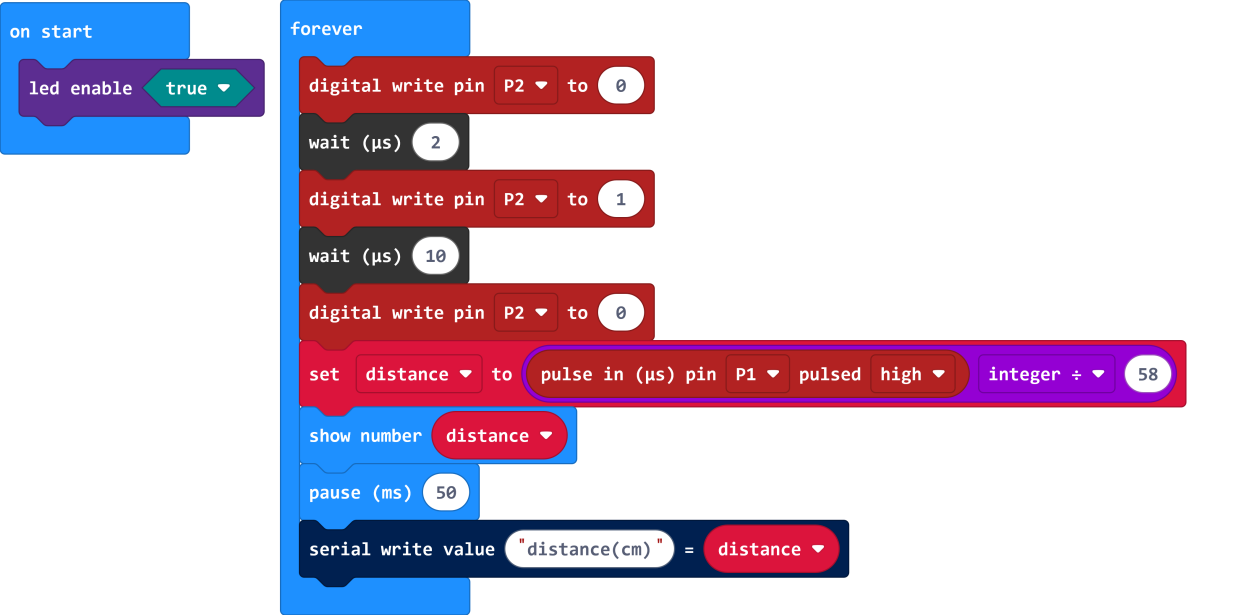 on start
led enable true
forever
digital write pin P2 to 0
wait (µs) 2
digital write pin P2 to 1
wait (µs) 10
digital write pin P2 to 0
set distance to pulse in (µs) pin P1 pulsed high integer ÷ 58
show number distance
pause (ms) 50
serial write value "distance(cm)" = distance